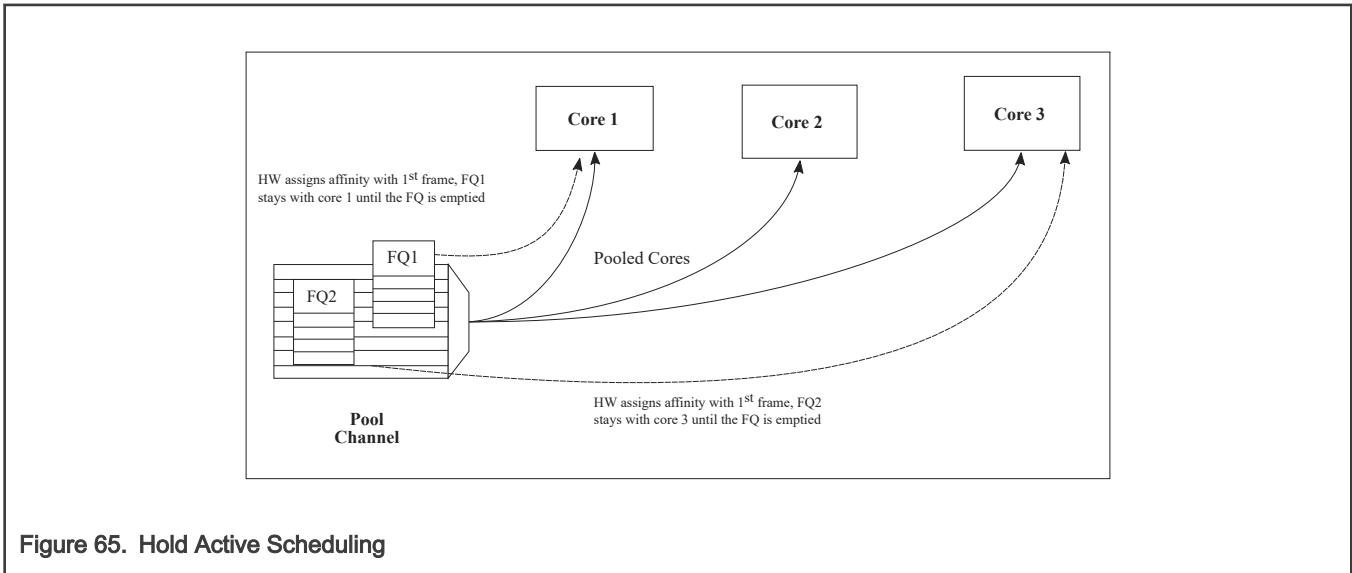 Core 1
Core 2
Core 3
HW assigns affinity with 1st frame, FQ1
stays with core 1 until the FQ is emptied
FQ1
Pooled Cores
FQ2
HW assigns affinity with 1st frame, FQ2
stays with core 3 until the FQ is emptied
Pool
Channel
Figure 65. Hold Active Scheduling